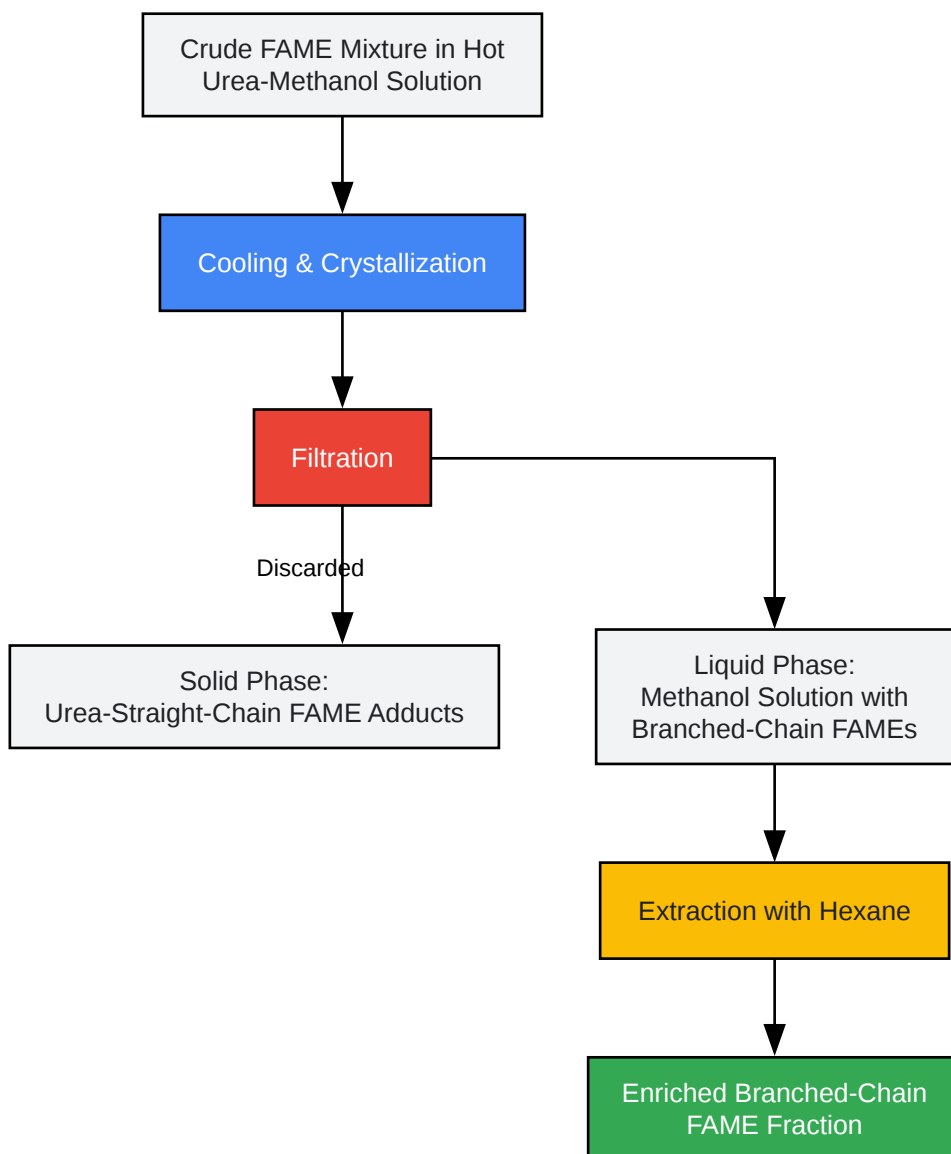 Crude FAME Mixture in Hot
Urea-Methanol Solution
Cooling & Crystallization
Filtration
Discarded
Solid Phase:
Urea-Straight-Chain FAME Adducts
Liquid Phase:
Methanol Solution with
Branched-Chain FAMEs
Extraction with Hexane
Enriched Branched-Chain
FAME Fraction